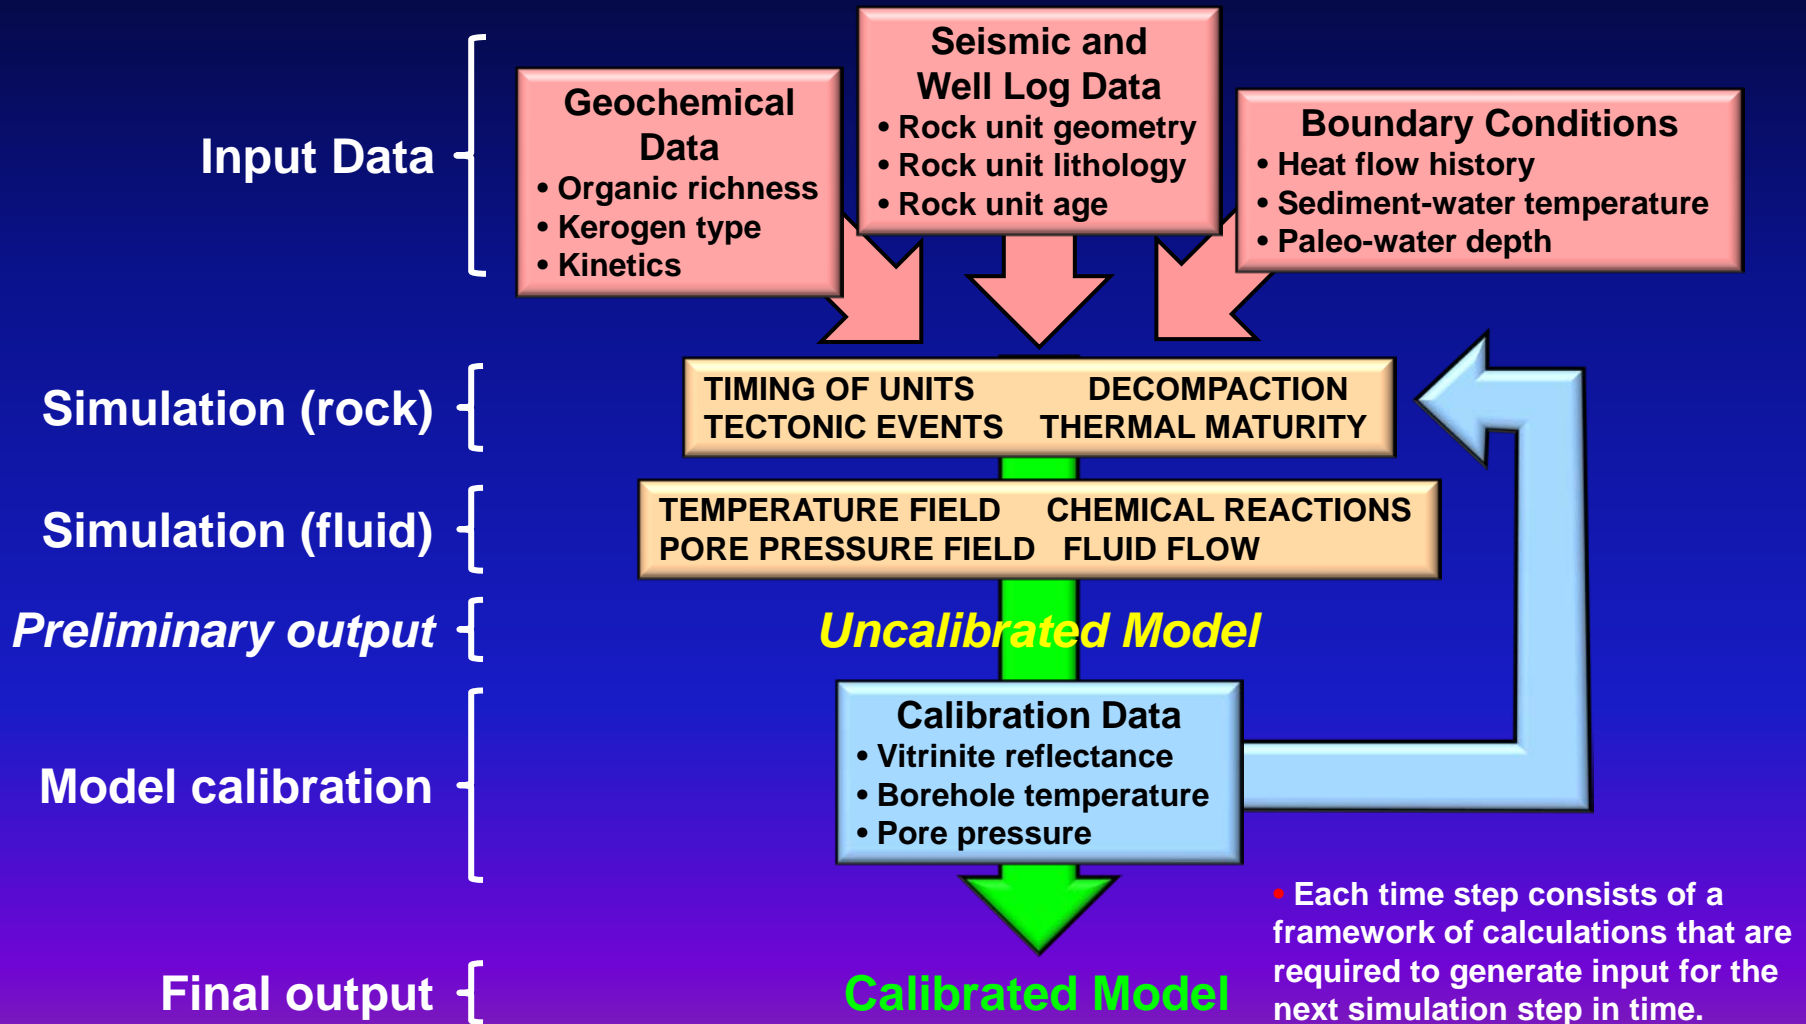 Input Data
Geochemical
Data
• Organic richness
• Kerogen type
• Kinetics
Seismic and
Well Log Data
• Rock unit geometry
• Rock unit lithology
• Rock unit age
Boundary Conditions
• Heat flow history
• Sediment-water temperature
• Paleo-water depth
Simulation (rock)
TIMING OF UNITS DECOMPACTION
TECTONIC EVENTS THERMAL MATURITY
Simulation (fluid)
TEMPERATURE FIELD CHEMICAL REACTIONS
PORE PRESSURE FIELD FLUID FLOW
Preliminary output
Uncalibrated Model
Model calibration
Calibration Data
• Vitrinite reflectance
• Borehole temperature
• Pore pressure
Final output
Calibrated Model
• Each time step consists of a
framework of calculations that are
required to generate input for the
next simulation step in time.